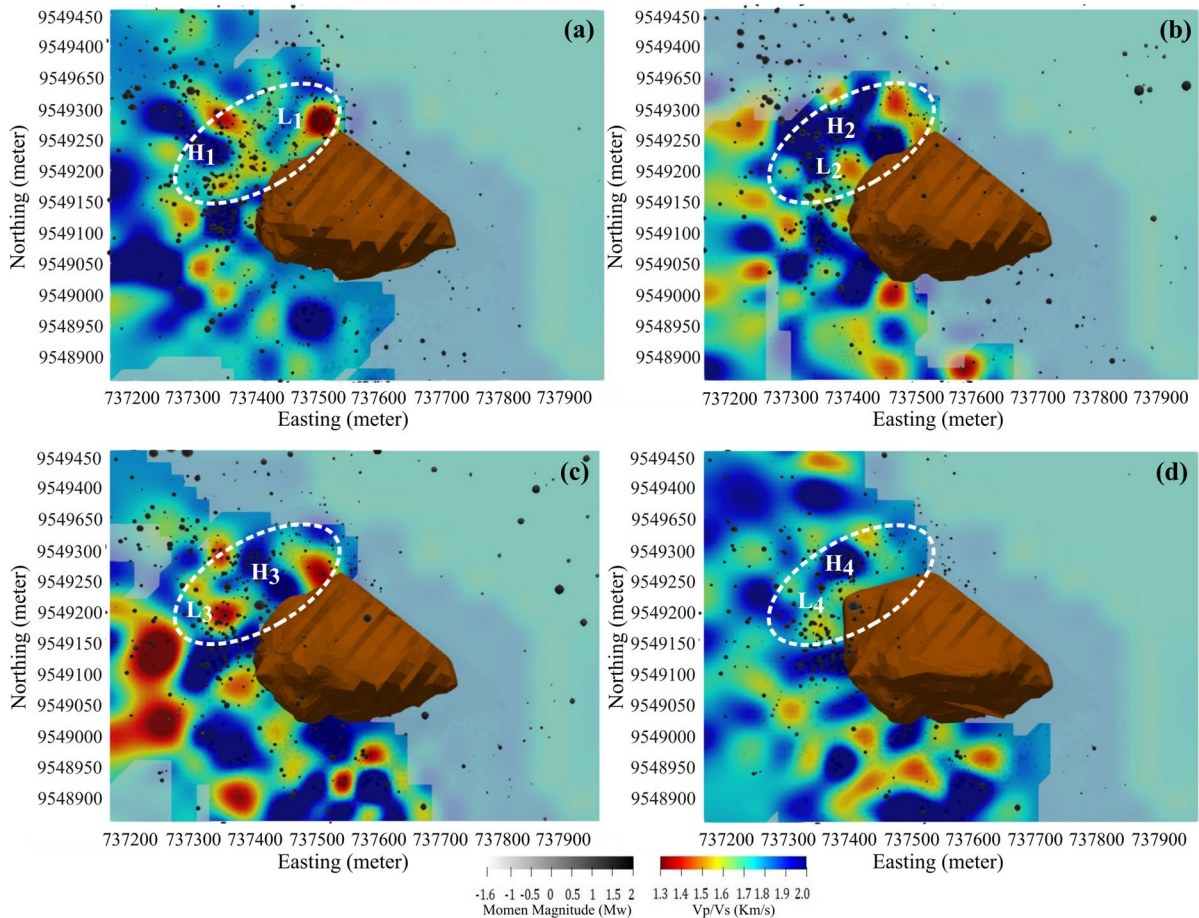 (a)
9549450
9549400
9549650
9549300
9549250
9549200
9549150
9549100
9549050
9549000
9548950
9548900
Northing (meter)
H1
L1
737200 737300 737400 737500 737600 737700 737800 737900
Easting (meter)
(b)
9549450
9549400
9549650
9549300
9549250
9549200
9549150
9549100
9549050
9549000
9548950
9548900
Northing (meter)
H2
L2
737200 737300 737400 737500 737600 737700 737800 737900
Easting (meter)
(c)
9549450
9549400
9549650
9549300
9549250
9549200
9549150
9549100
9549050
9549000
9548950
9548900
Northing (meter)
H3
L3
737200 737300 737400 737500 737600 737700 737800 737900
Easting (meter)
(d)
9549450
9549400
9549650
9549300
9549250
9549200
9549150
9549100
9549050
9549000
9548950
9548900
Northing (meter)
H4
L4
737200 737300 737400 737500 737600 737700 737800 737900
Easting (meter)
-1.6 -1 -0.5 0 0.5 1 1.5 2
Momen Magnitude (Mw)
1.3 1.4 1.5 1.6 1.7 1.8 1.9 2.0
Vp/Vs (Km/s)